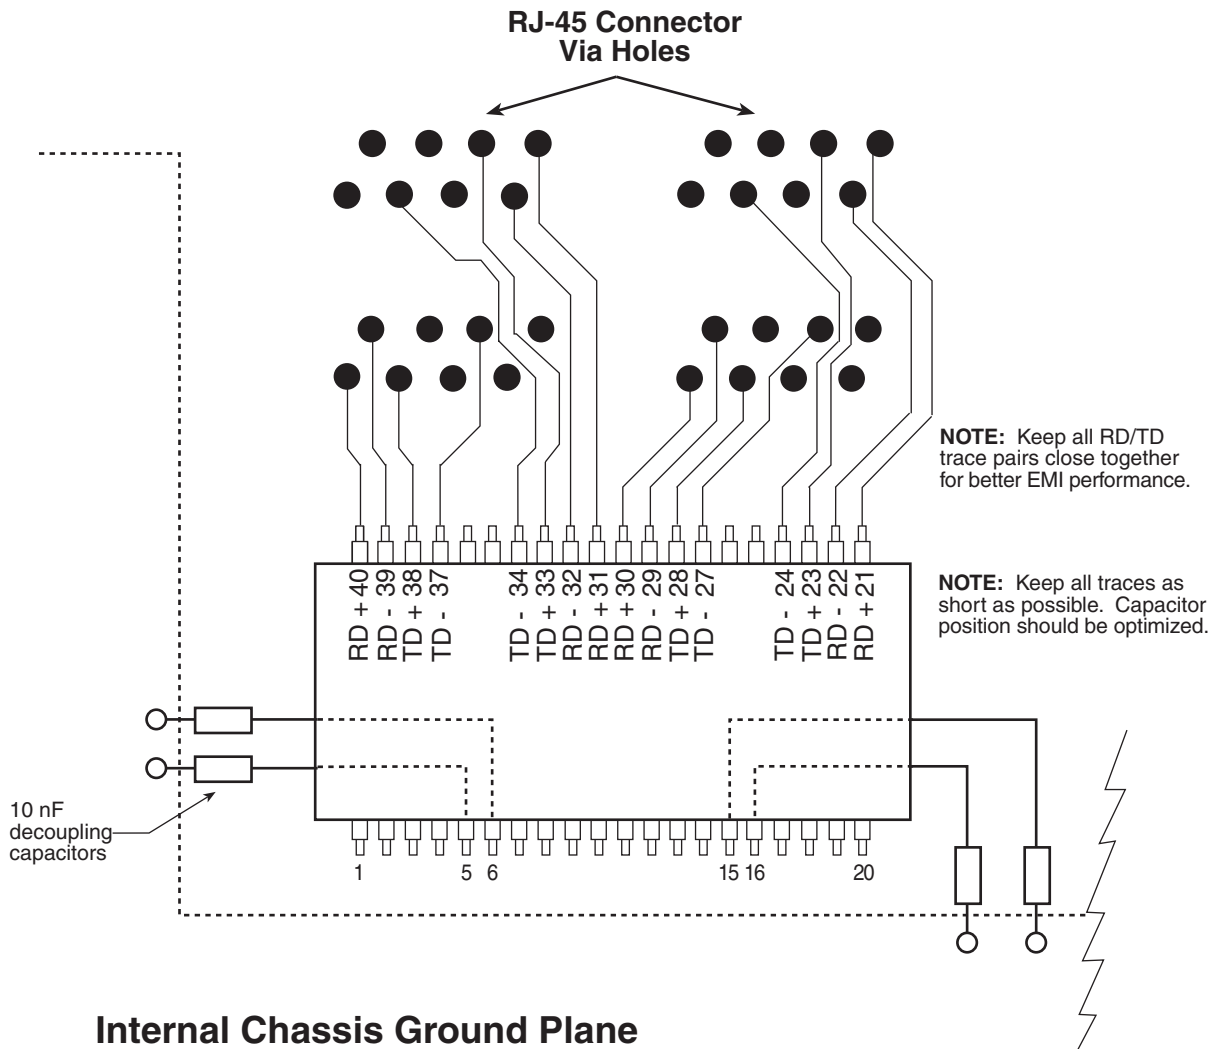 RJ-45 Connector
Via Holes
NOTE: Keep all RD/TD
trace pairs close together
for better EMI performance.
NOTE: Keep all traces as
short as possible. Capacitor
position should be optimized.
RD + 40
RD - 39
TD + 38
TD - 37
TD - 34
TD + 33
RD - 32
RD + 31
RD + 30
RD - 29
TD + 28
TD - 27
TD - 24
TD + 23
RD - 22
RD + 21
10 nF
decoupling
capacitors
1 5 6 15 16 20
Internal Chassis Ground Plane